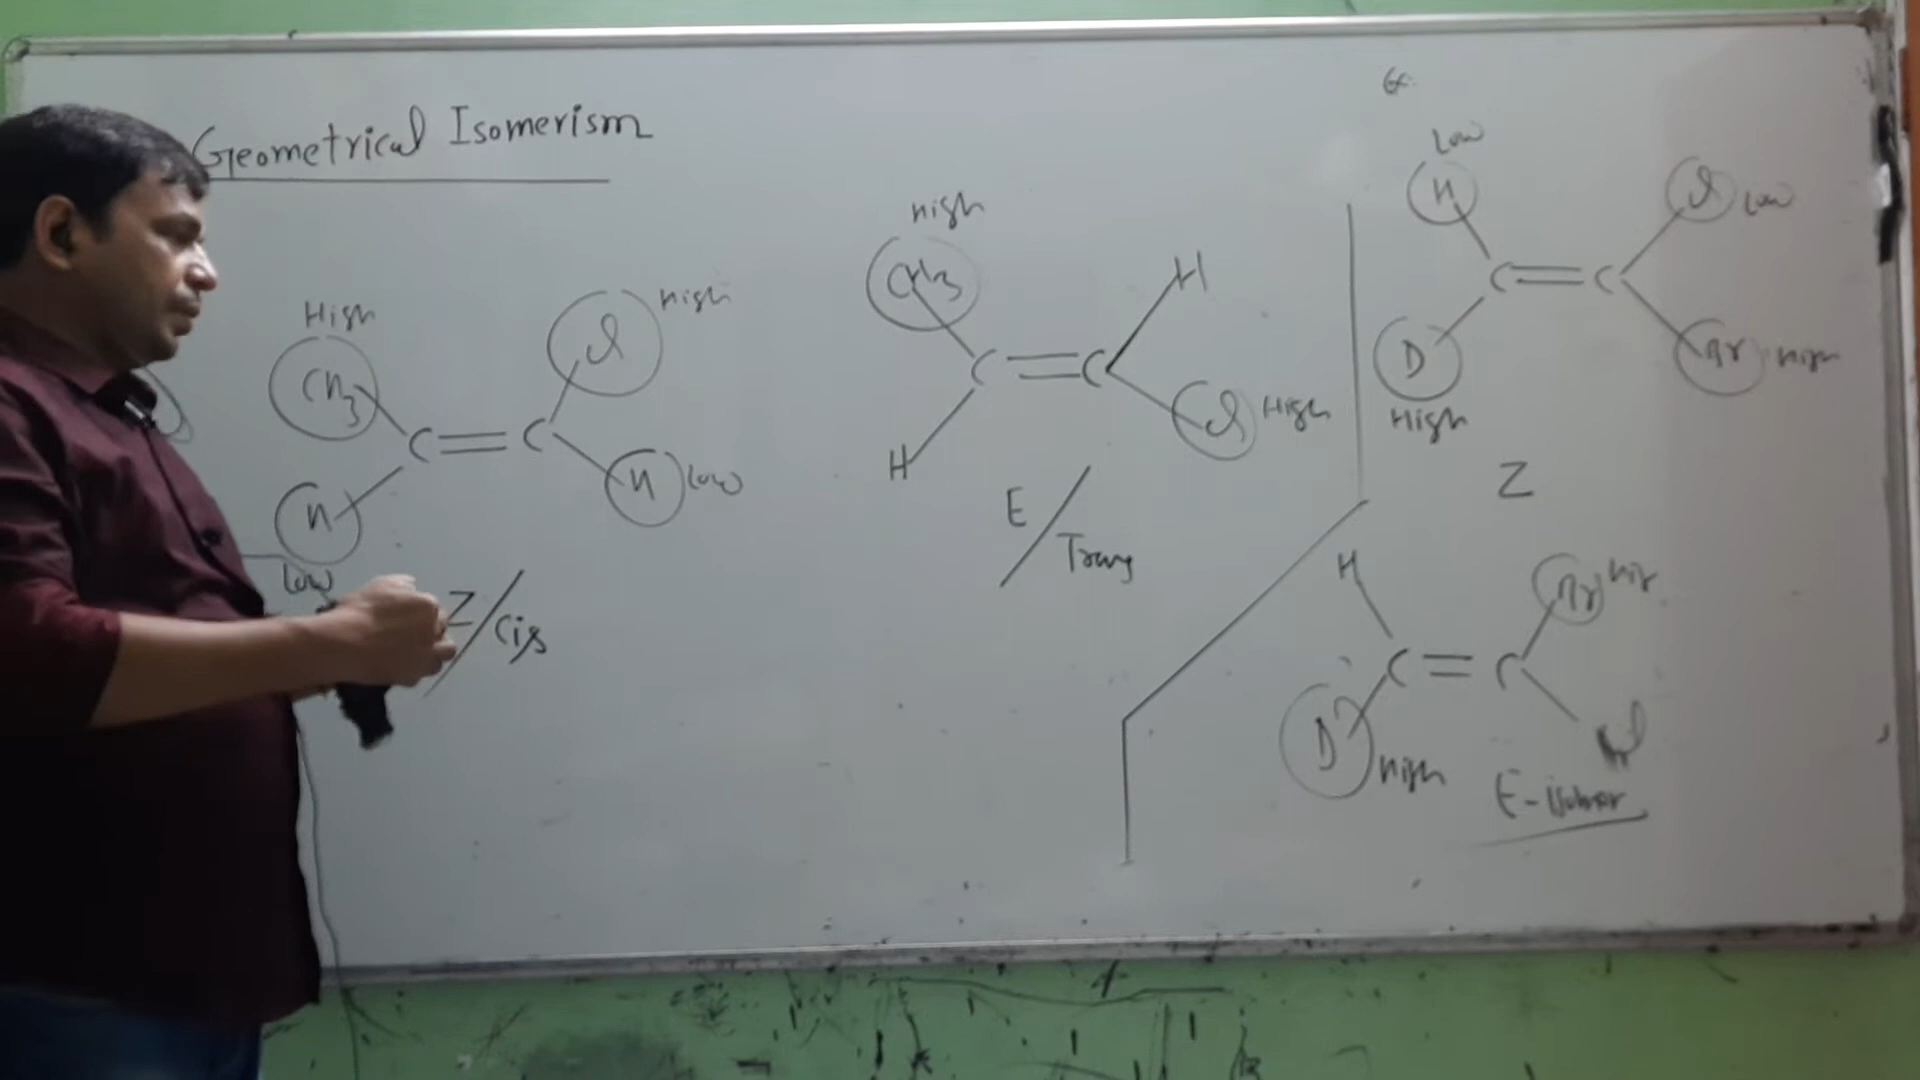 Geometrical Isomerism
High
CH3
Cl
High
C = C
H
Low
H
Low
Z/Cis
High
CH3
H
C = C
H
Cl
High
E/Trans
Low
H
Cl
Low
C = C
D
High
Br
High
Z
H
Br
C = C
D
High
Cl
E-isomer